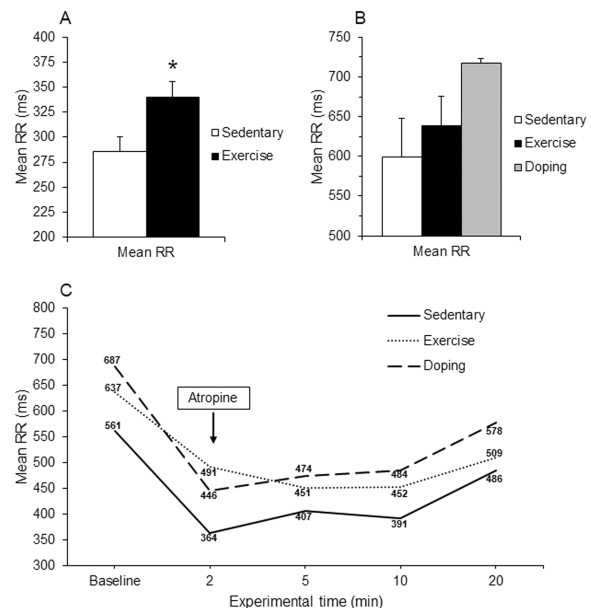 A
Mean RR (ms)
400
375
350
325
300
275
250
225
200
*
Sedentary
Exercise
Mean RR
B
Mean RR (ms)
750
700
650
600
550
500
Sedentary
Exercise
Doping
Mean RR
C
Mean RR (ms)
800
750
700
650
600
550
500
450
400
350
300
Sedentary
Exercise
Doping
Atropine
687
637
561
491
446
364
474
451
407
484
452
391
578
509
486
Baseline 2 5 10 20
Experimental time (min)